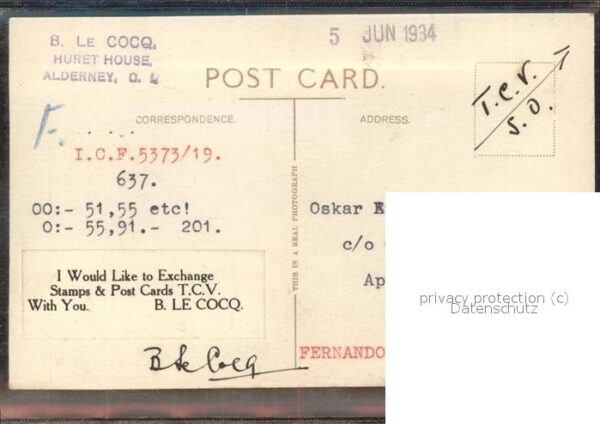 B. LE COCQ,
HURET HOUSE,
ALDERNEY, C. I.
5 JUN 1934
POST CARD.
T.C.V.
S.O.
CORRESPONDENCE.
ADDRESS.
I.C.F.5373/19.
637.
OO:- 51,55 etc!
O:- 55,91.- 201.
I Would Like to Exchange
Stamps & Post Cards T.C.V.
With You. B. LE COCQ.
B Le Cocq
THIS IS A REAL PHOTOGRAPH
Oskar
c/o
Ap
FERNANDO
privacy protection (c)
Datenschutz